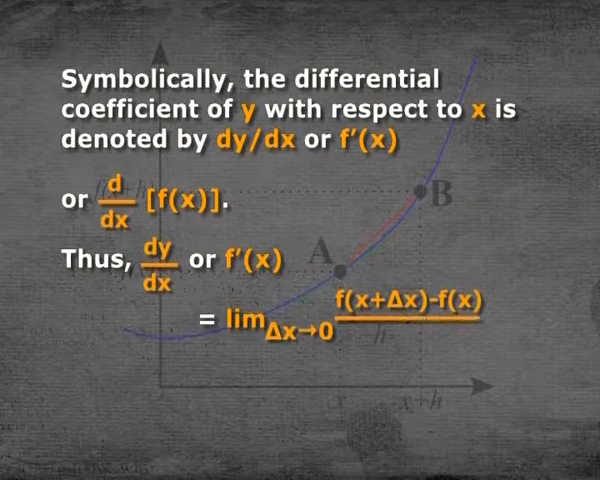 Symbolically, the differential
coefficient of y with respect to x is
denoted by dy/dx or f'(x)
or d/dx [f(x)].
Thus, dy/dx or f'(x)
= lim Δx→0 f(x+Δx)-f(x)
A
B
h
x
x+h